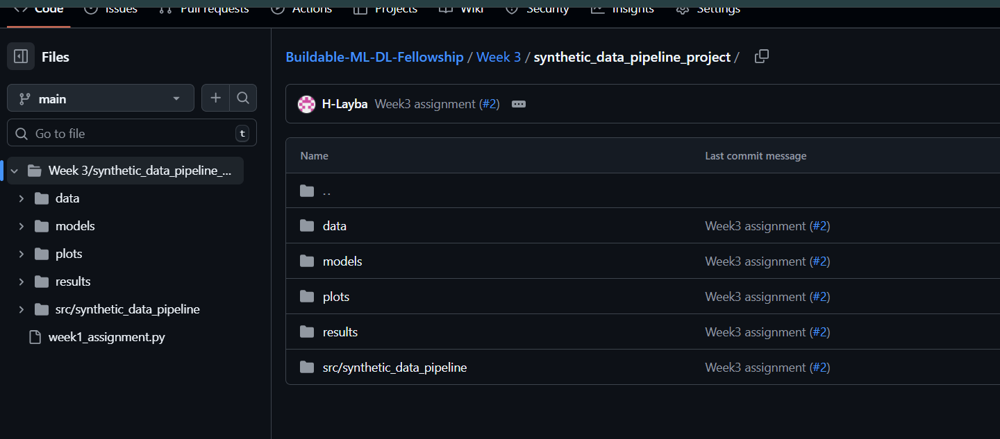 Code Issues Pull requests Actions Projects Wiki Security Insights Settings
Files
main
Go to file t
Week 3/synthetic_data_pipeline_...
data
models
plots
results
src/synthetic_data_pipeline
week1_assignment.py
Buildable-ML-DL-Fellowship / Week 3 / synthetic_data_pipeline_project /
H-Layba Week3 assignment (#2)
Name Last commit message
..
data Week3 assignment (#2)
models Week3 assignment (#2)
plots Week3 assignment (#2)
results Week3 assignment (#2)
src/synthetic_data_pipeline Week3 assignment (#2)